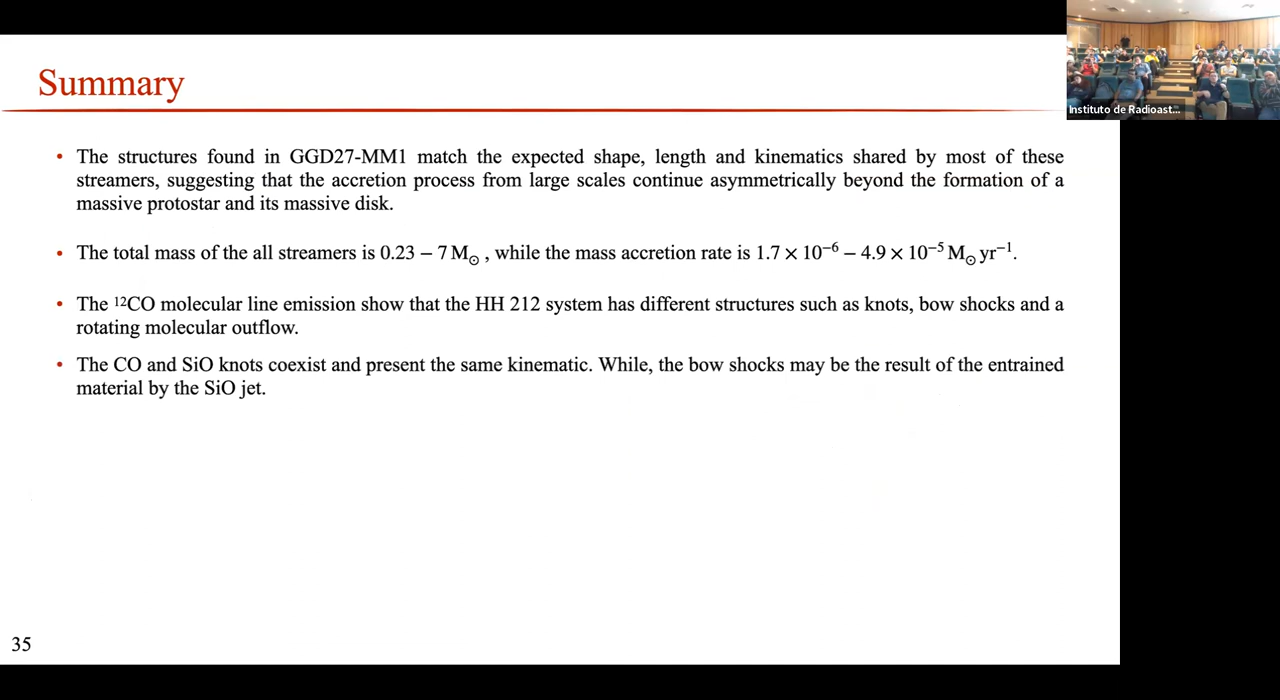 Summary
Instituto de Radioast...
• The structures found in GGD27-MM1 match the expected shape, length and kinematics shared by most of these
streamers, suggesting that the accretion process from large scales continue asymmetrically beyond the formation of a
massive protostar and its massive disk.
• The total mass of the all streamers is 0.23 – 7 M⊙ , while the mass accretion rate is 1.7 × 10⁻⁶ – 4.9 × 10⁻⁵ M⊙ yr⁻¹.
• The ¹²CO molecular line emission show that the HH 212 system has different structures such as knots, bow shocks and a
rotating molecular outflow.
• The CO and SiO knots coexist and present the same kinematic. While, the bow shocks may be the result of the entrained
material by the SiO jet.
35